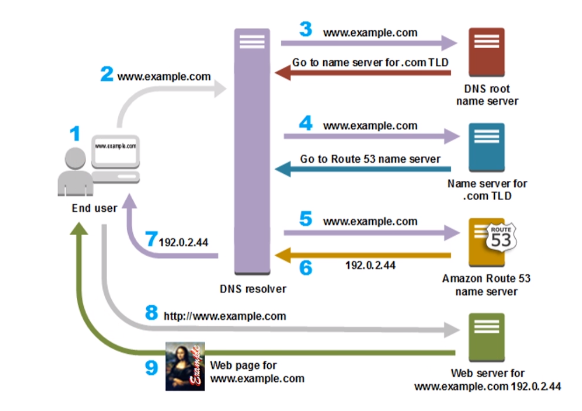 3 www.example.com
Go to name server for .com TLD
DNS root
name server
2 www.example.com
1
www.example.com
End user
4 www.example.com
Go to Route 53 name server
Name server for
.com TLD
5 www.example.com
ROUTE
53
6 192.0.2.44
Amazon Route 53
name server
7 192.0.2.44
DNS resolver
8 http://www.example.com
9
Example
Web page for
www.example.com
Web server for
www.example.com 192.0.2.44